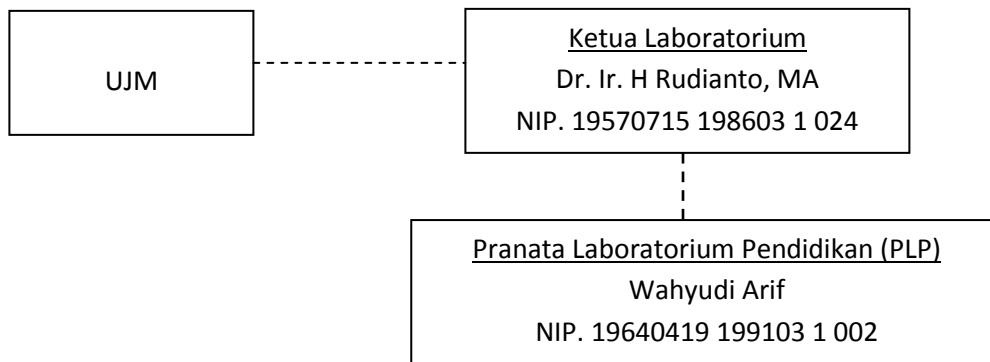 UJM
Ketua Laboratorium
Dr. Ir. H Rudianto, MA
NIP. 19570715 198603 1 024
Pranata Laboratorium Pendidikan (PLP)
Wahyudi Arif
NIP. 19640419 199103 1 002